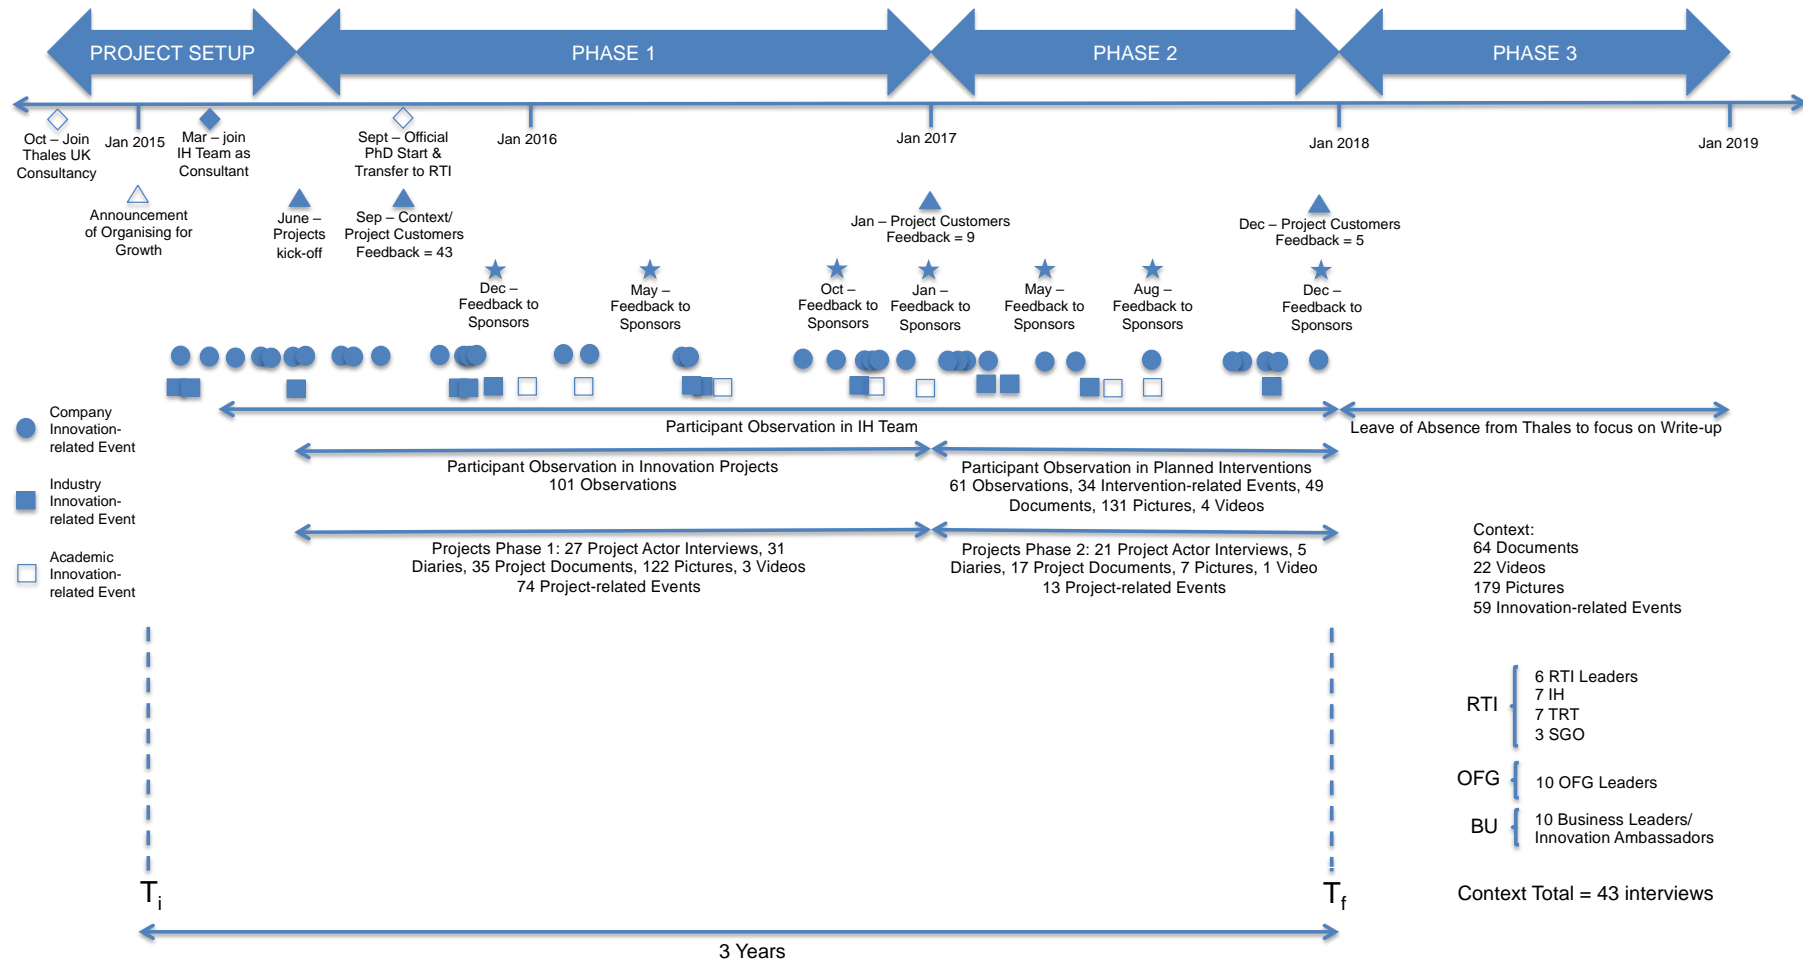 PROJECT SETUP
PHASE 1
PHASE 2
PHASE 3
Oct – Join
Thales UK
Consultancy
Jan 2015
Mar – join
IH Team as
Consultant
Sept – Official
PhD Start &
Transfer to RTI
Jan 2016
Jan 2017
Jan 2018
Jan 2019
Announcement
of Organising for
Growth
June –
Projects
kick-off
Sep – Context/
Project Customers
Feedback = 43
Jan – Project Customers
Feedback = 9
Dec – Project Customers
Feedback = 5
Dec –
Feedback to
Sponsors
May –
Feedback to
Sponsors
Oct –
Feedback to
Sponsors
Jan –
Feedback to
Sponsors
May –
Feedback to
Sponsors
Aug –
Feedback to
Sponsors
Dec –
Feedback to
Sponsors
Company
Innovation-
related Event
Industry
Innovation-
related Event
Academic
Innovation-
related Event
Participant Observation in IH Team
Leave of Absence from Thales to focus on Write-up
Participant Observation in Innovation Projects
101 Observations
Participant Observation in Planned Interventions
61 Observations, 34 Intervention-related Events, 49
Documents, 131 Pictures, 4 Videos
Projects Phase 1: 27 Project Actor Interviews, 31
Diaries, 35 Project Documents, 122 Pictures, 3 Videos
74 Project-related Events
Projects Phase 2: 21 Project Actor Interviews, 5
Diaries, 17 Project Documents, 7 Pictures, 1 Video
13 Project-related Events
Context:
64 Documents
22 Videos
179 Pictures
59 Innovation-related Events
RTI
6 RTI Leaders
7 IH
7 TRT
3 SGO
OFG
10 OFG Leaders
BU
10 Business Leaders/
Innovation Ambassadors
Context Total = 43 interviews
Ti
Tf
3 Years